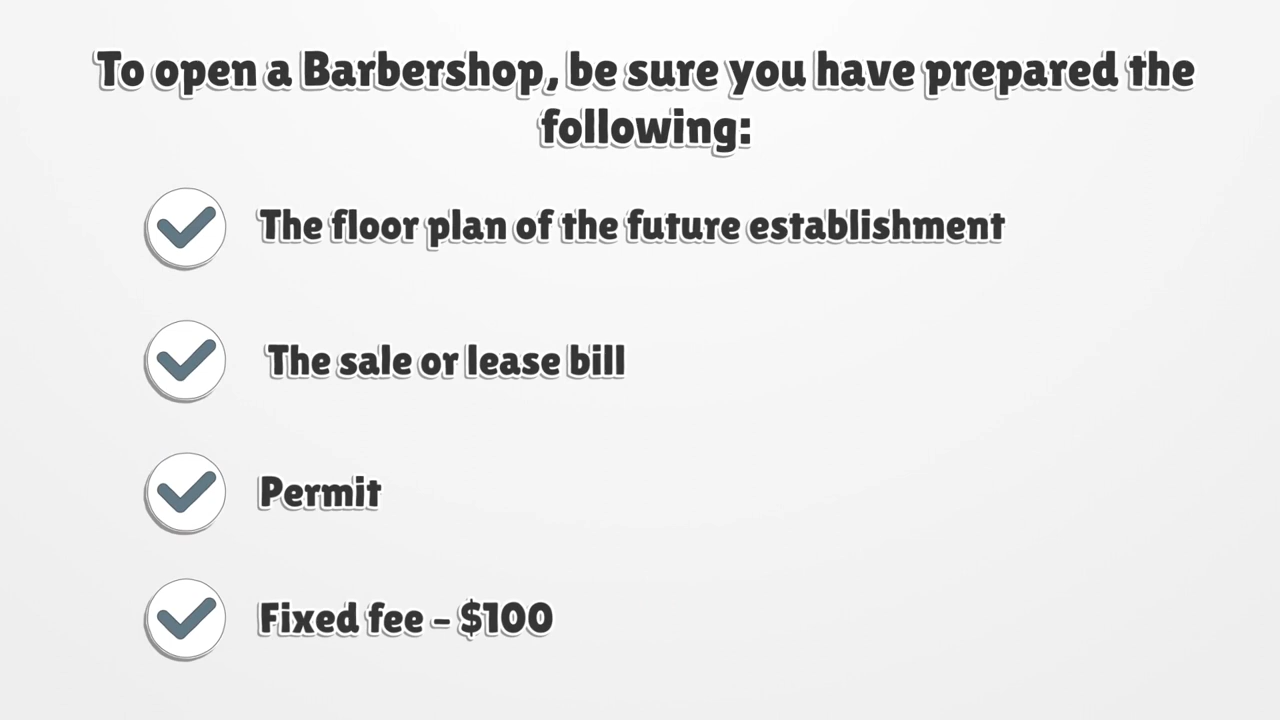 To open a Barbershop, be sure you have prepared the
following:
The floor plan of the future establishment
The sale or lease bill
Permit
Fixed fee – $100